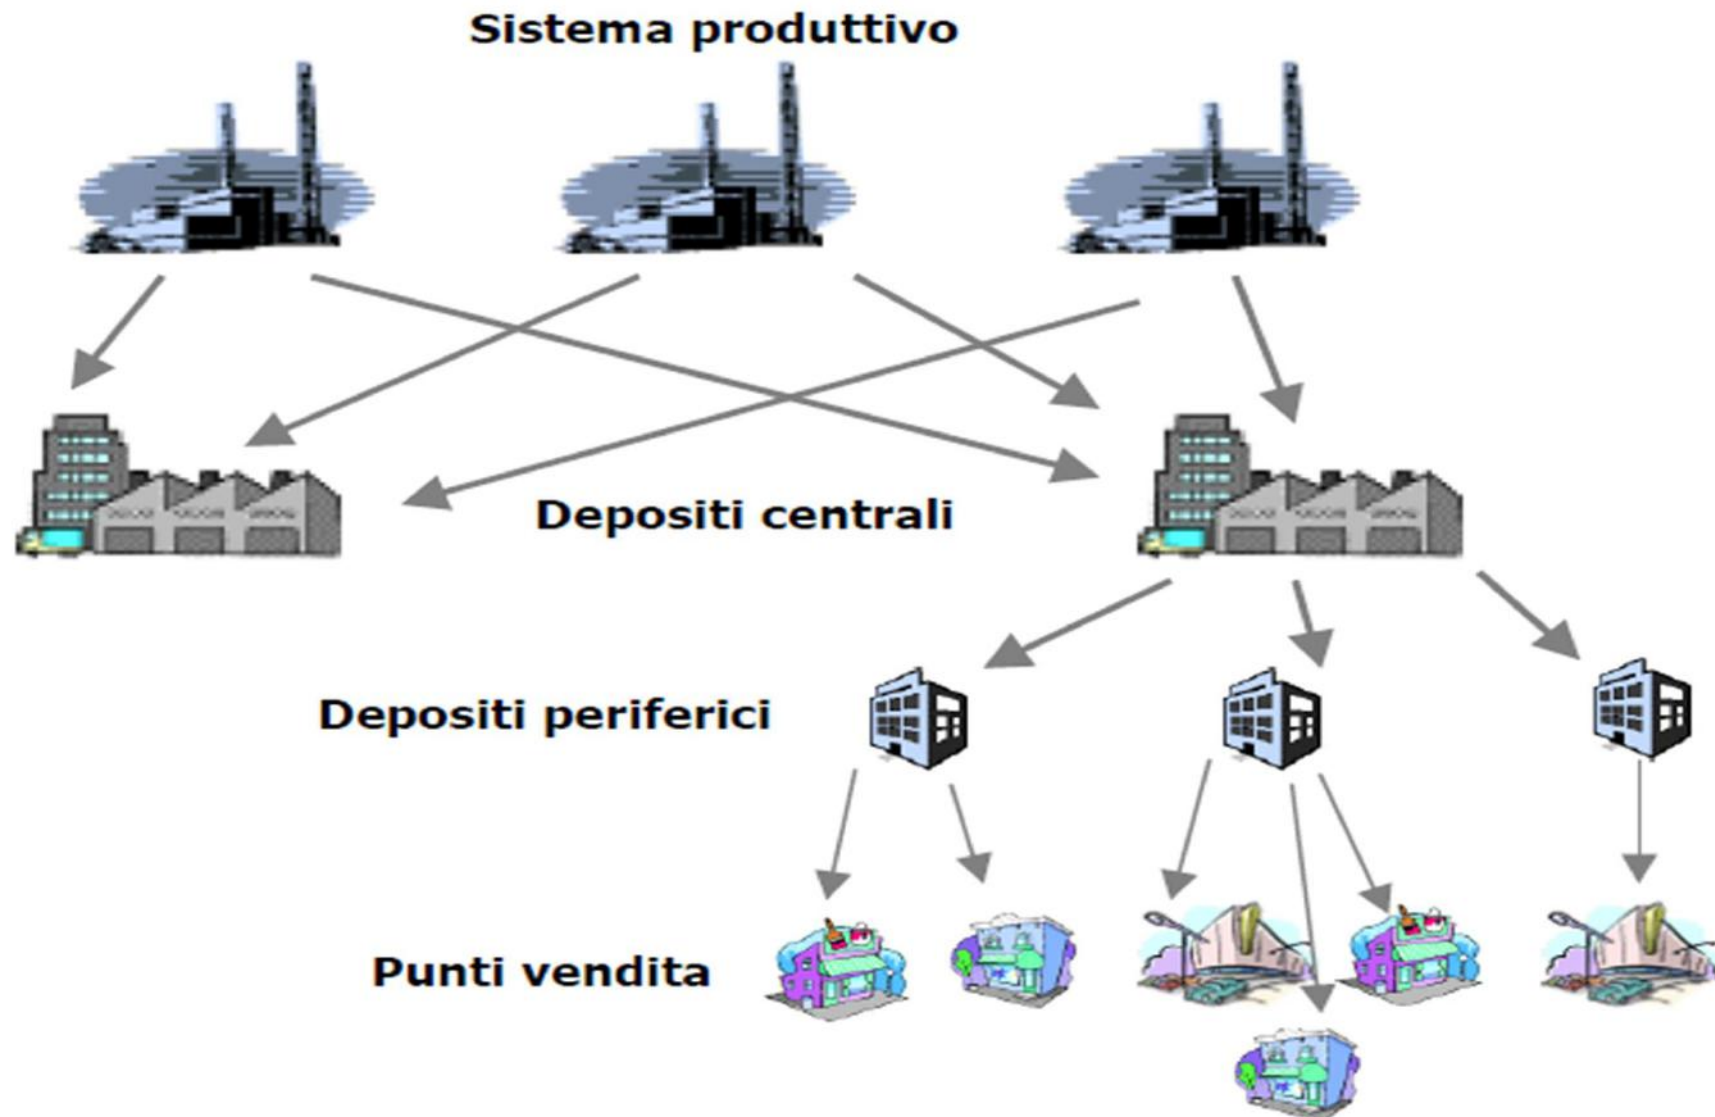 Sistema produttivo
Depositi centrali
Depositi periferici
Punti vendita